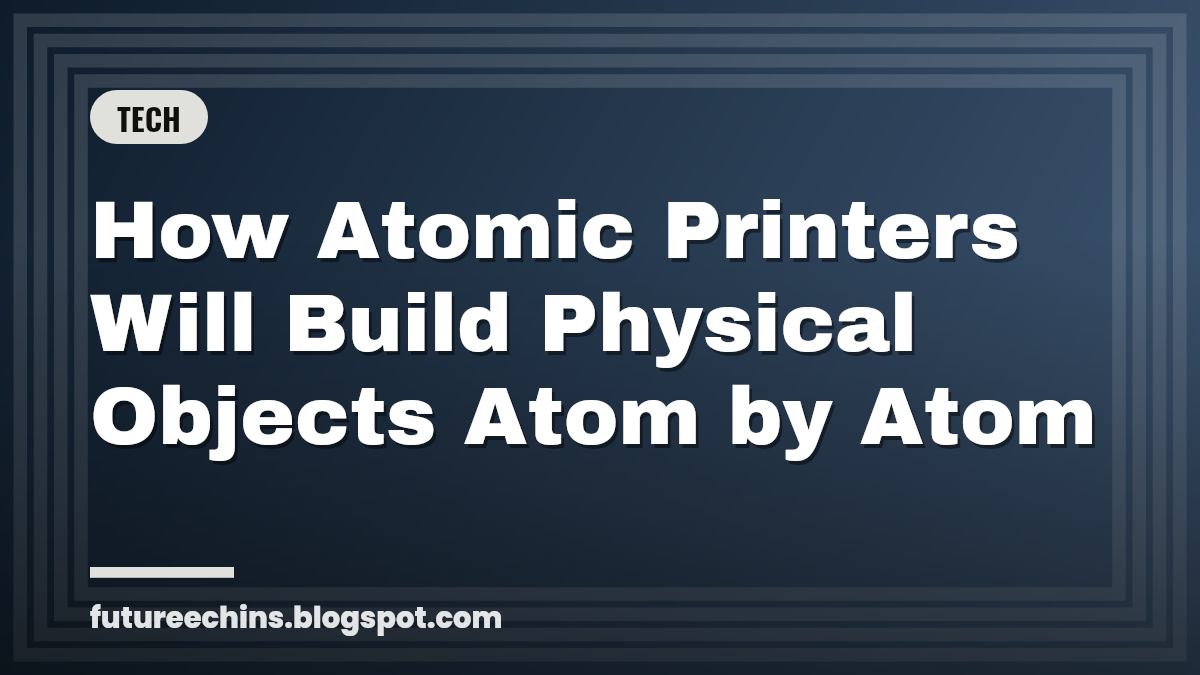 TECH
How Atomic Printers
Will Build Physical
Objects Atom by Atom
futureechins.blogspot.com